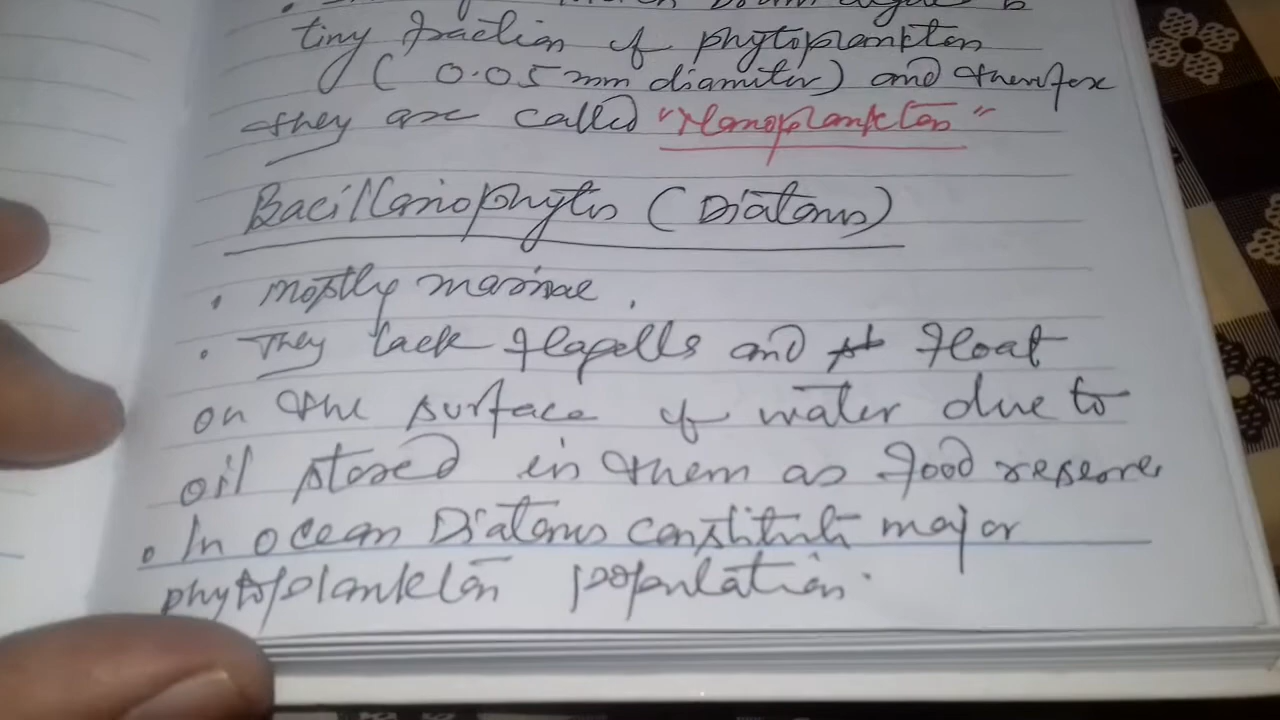 tiny fraction of phytoplankton
( 0.05 mm diameter) and therefore
they are called "Nanoplankton"
Bacillariophytes (Diatoms)
• mostly marine .
• They lack flagella and float
on the surface of water due to
oil stored in them as food reserve.
• In ocean Diatoms constitute major
phytoplankton population.